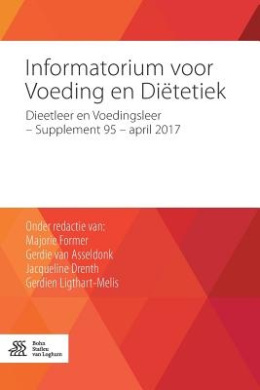 Informatorium voor
Voeding en Diëtetiek
Dieetleer en Voedingsleer
– Supplement 95 – april 2017
Onder redactie van:
Majorie Former
Gerdie van Asseldonk
Jacqueline Drenth
Gerdien Ligthart-Melis
Bohn
Stafleu
van Loghum